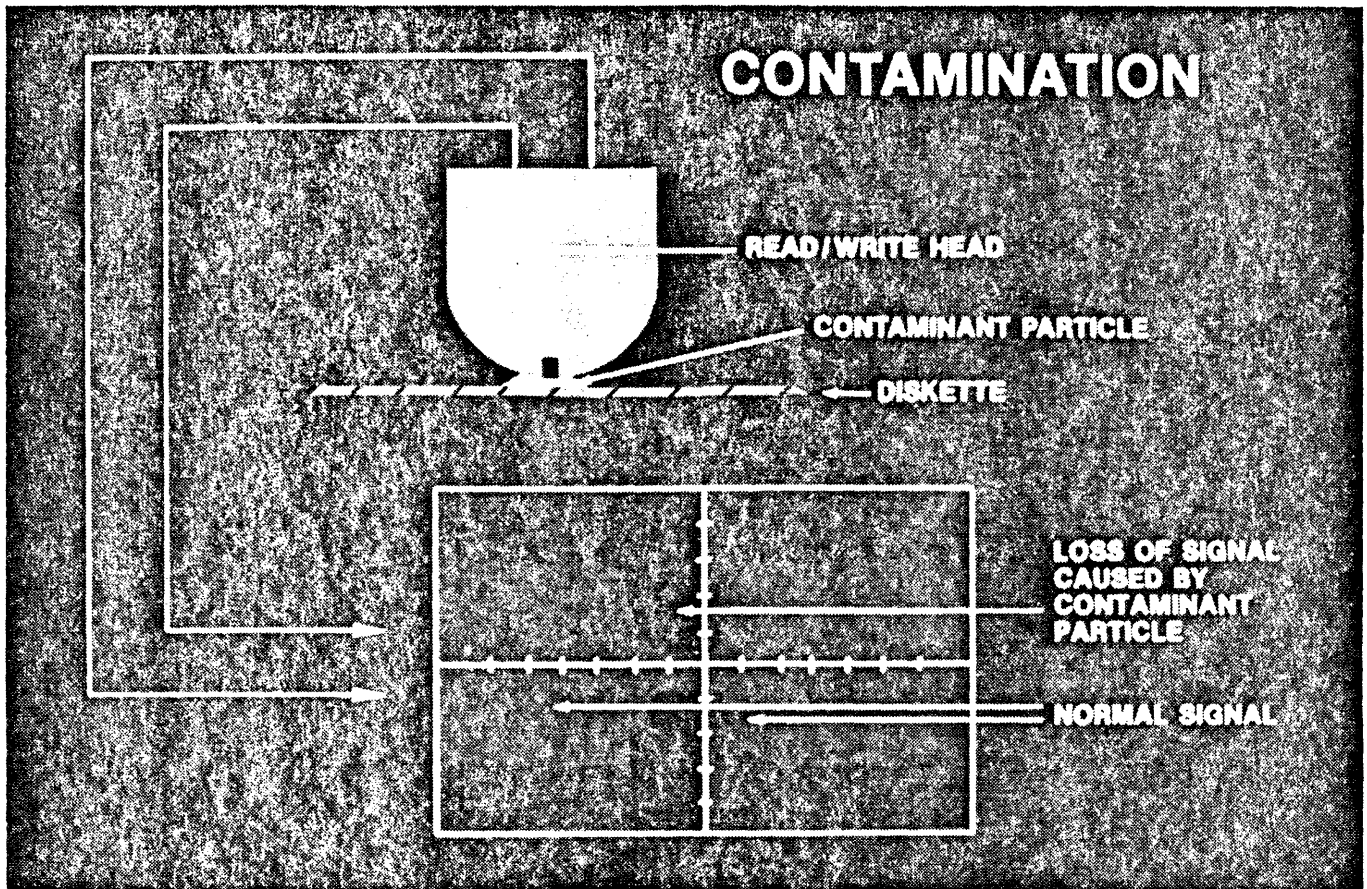 CONTAMINATION
READ/WRITE HEAD
CONTAMINANT PARTICLE
DISKETTE
LOSS OF SIGNAL
CAUSED BY
CONTAMINANT
PARTICLE
NORMAL SIGNAL